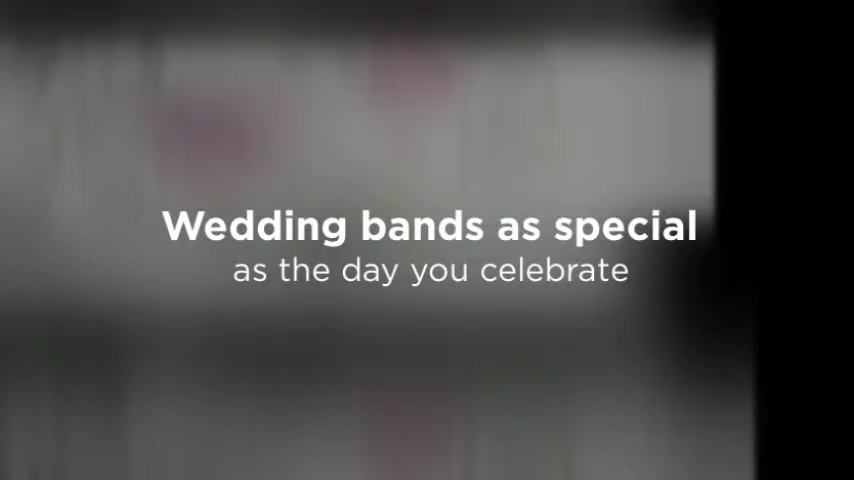 Wedding bands as special
as the day you celebrate